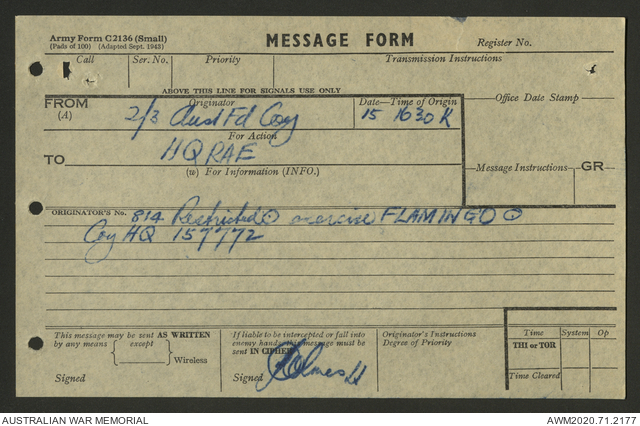 Army Form C2136 (Small)
(Pads of 100) (Adapted Sept. 1943)
MESSAGE FORM
Register No.
Call Ser. No. Priority Transmission Instructions
ABOVE THIS LINE FOR SIGNALS USE ONLY
FROM
(A)
Originator
2/3 Aust Fd Coy
Date—Time of Origin
15 1630 K
Office Date Stamp
For Action
TO
HQ RAE
(w) For Information (INFO.)
Message Instructions GR
ORIGINATOR'S No. 814 Restricted ⊙ exercise FLAMINGO ⊙
Coy HQ 157772
This message may be sent AS WRITTEN
by any means except
Wireless
Signed
If liable to be intercepted or fall into
enemy hands this message must be
sent IN CIPHER
Signed
Originator's Instructions
Degree of Priority
Time System Op
THI or TOR
Time Cleared
AUSTRALIAN WAR MEMORIAL
AWM2020.71.2177